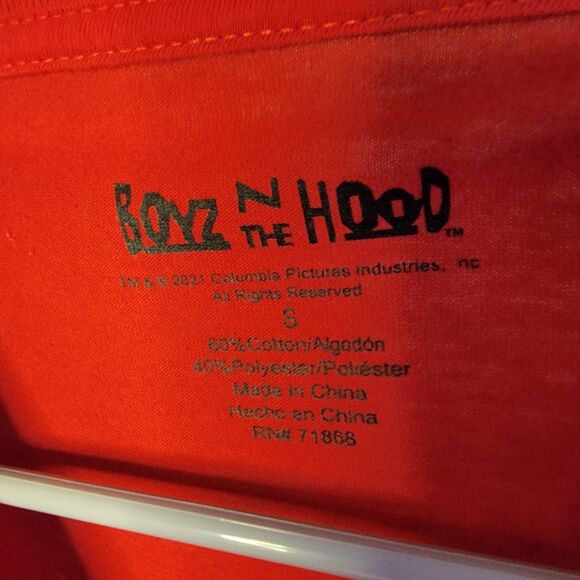 BOYZ N THE HOOD™
TM & © 2021 Columbia Pictures Industries, Inc
All Rights Reserved
S
60%Cotton/Algodón
40%Polyester/Poliéster
Made in China
Hecho en China
RN# 71868